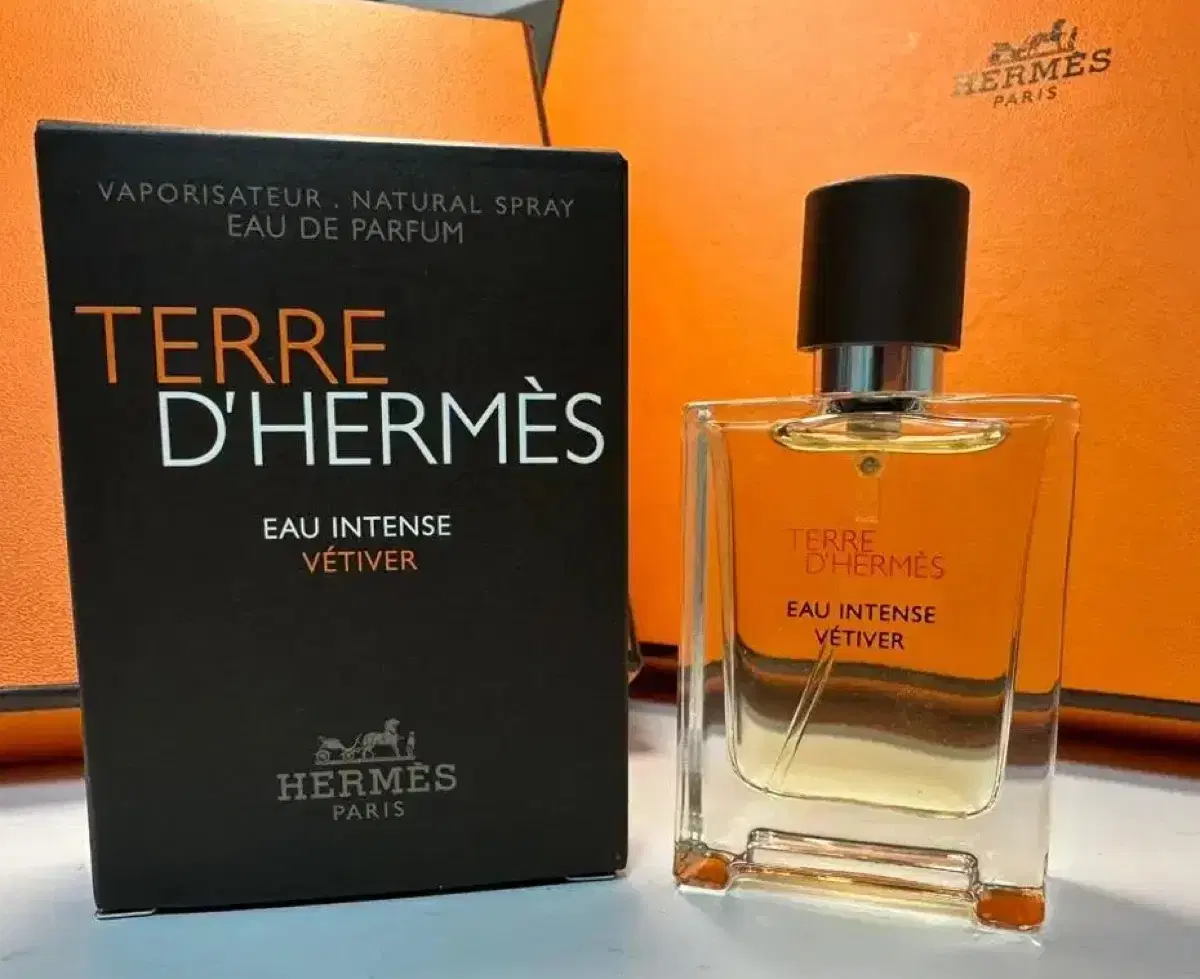 HERMÈS
PARIS
VAPORISATEUR . NATURAL SPRAY
EAU DE PARFUM
TERRE
D'HERMÈS
EAU INTENSE
VÉTIVER
HERMÈS
PARIS
TERRE
D'HERMÈS
EAU INTENSE
VÉTIVER